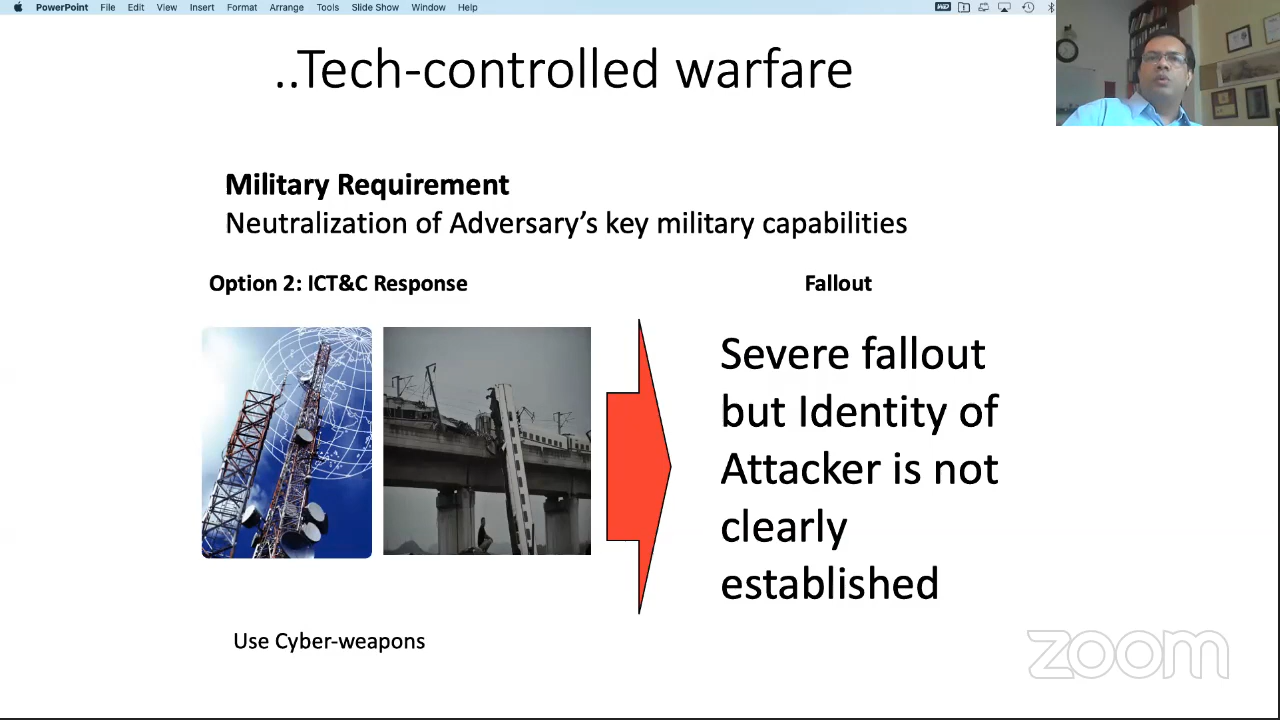 PowerPoint File Edit View Insert Format Arrange Tools Slide Show Window Help
..Tech-controlled warfare
Military Requirement
Neutralization of Adversary's key military capabilities
Option 2: ICT&C Response
Fallout
Severe fallout
but Identity of
Attacker is not
clearly
established
Use Cyber-weapons
zoom